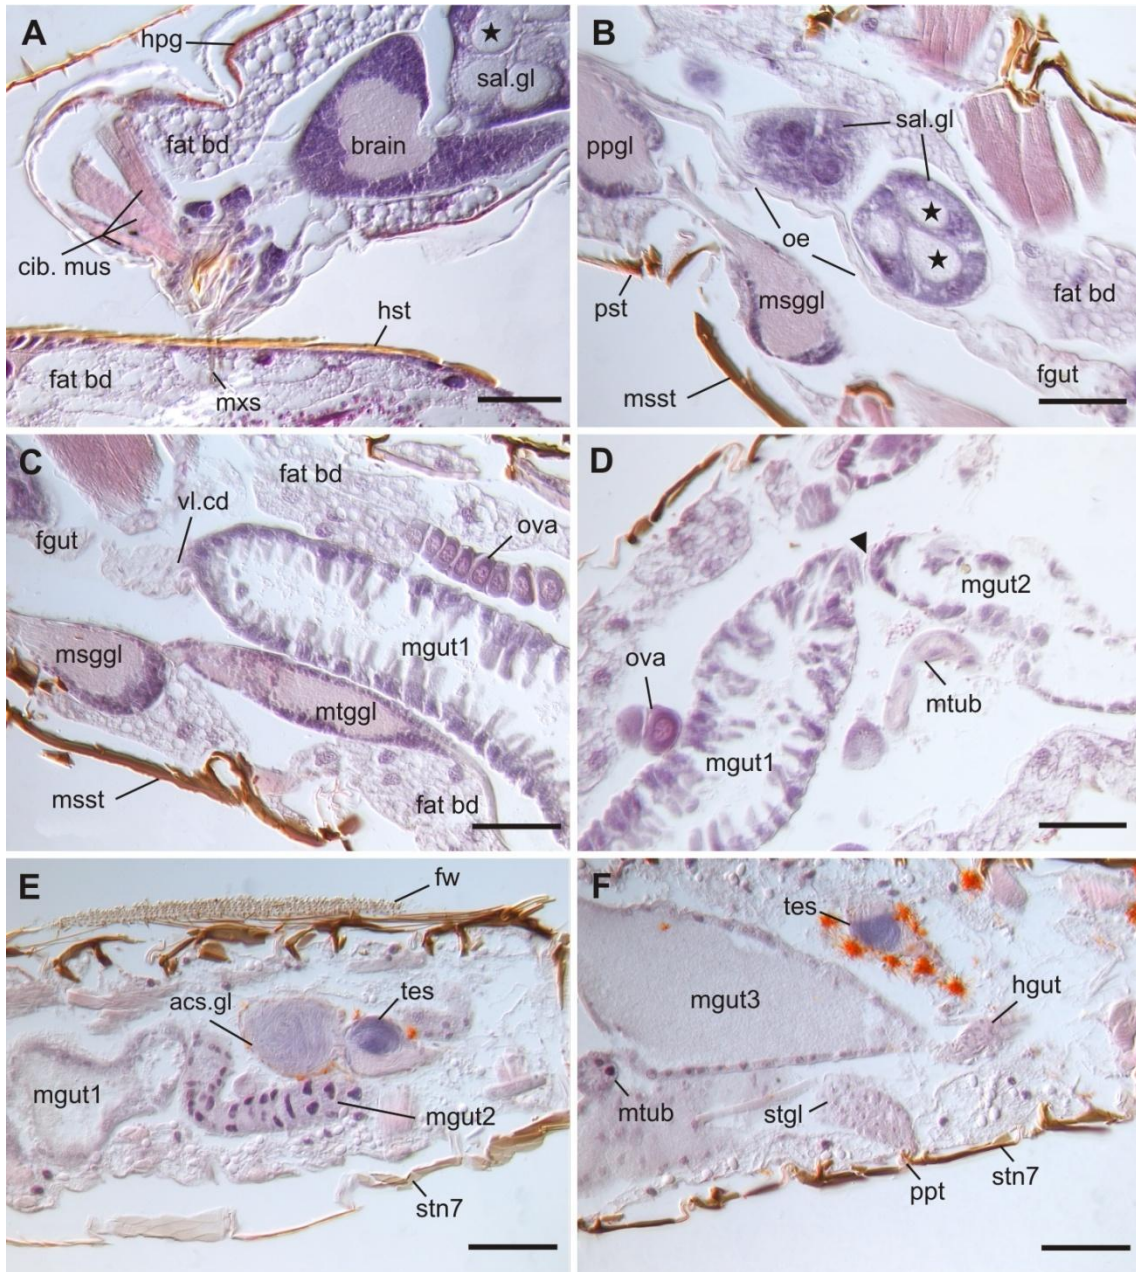 A
hpg
sal.gl
fat bd
brain
cib. mus
hst
fat bd
mxs
B
sal.gl
ppgl
oe
pst
msggl
fat bd
msst
fgut
C
fat bd
vl.cd
ova
fgut
mgut1
msggl
mtggl
msst
fat bd
D
mgut2
ova
mtub
mgut1
E
fw
acs.gl
tes
mgut1
mgut2
stn7
F
tes
hgut
mgut3
mtub
stgl
stn7
ppt